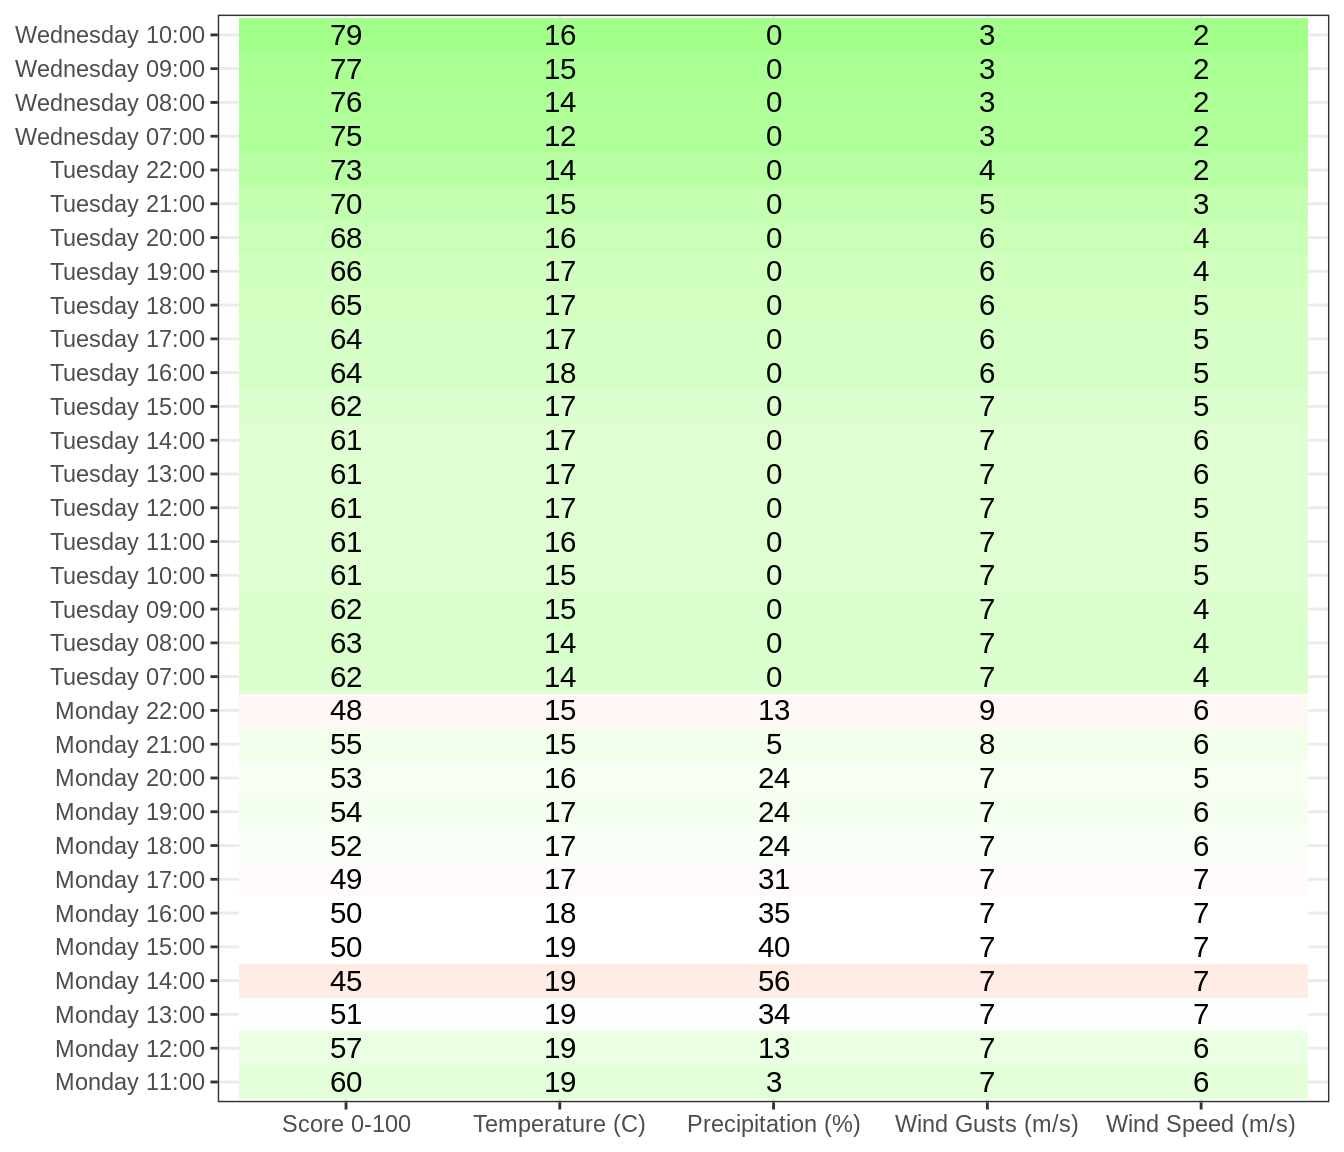 Wednesday 10:00 79 16 0 3 2
Wednesday 09:00 77 15 0 3 2
Wednesday 08:00 76 14 0 3 2
Wednesday 07:00 75 12 0 3 2
Tuesday 22:00 73 14 0 4 2
Tuesday 21:00 70 15 0 5 3
Tuesday 20:00 68 16 0 6 4
Tuesday 19:00 66 17 0 6 4
Tuesday 18:00 65 17 0 6 5
Tuesday 17:00 64 17 0 6 5
Tuesday 16:00 64 18 0 6 5
Tuesday 15:00 62 17 0 7 5
Tuesday 14:00 61 17 0 7 6
Tuesday 13:00 61 17 0 7 6
Tuesday 12:00 61 17 0 7 5
Tuesday 11:00 61 16 0 7 5
Tuesday 10:00 61 15 0 7 5
Tuesday 09:00 62 15 0 7 4
Tuesday 08:00 63 14 0 7 4
Tuesday 07:00 62 14 0 7 4
Monday 22:00 48 15 13 9 6
Monday 21:00 55 15 5 8 6
Monday 20:00 53 16 24 7 5
Monday 19:00 54 17 24 7 6
Monday 18:00 52 17 24 7 6
Monday 17:00 49 17 31 7 7
Monday 16:00 50 18 35 7 7
Monday 15:00 50 19 40 7 7
Monday 14:00 45 19 56 7 7
Monday 13:00 51 19 34 7 7
Monday 12:00 57 19 13 7 6
Monday 11:00 60 19 3 7 6
Score 0-100 Temperature (C) Precipitation (%) Wind Gusts (m/s) Wind Speed (m/s)